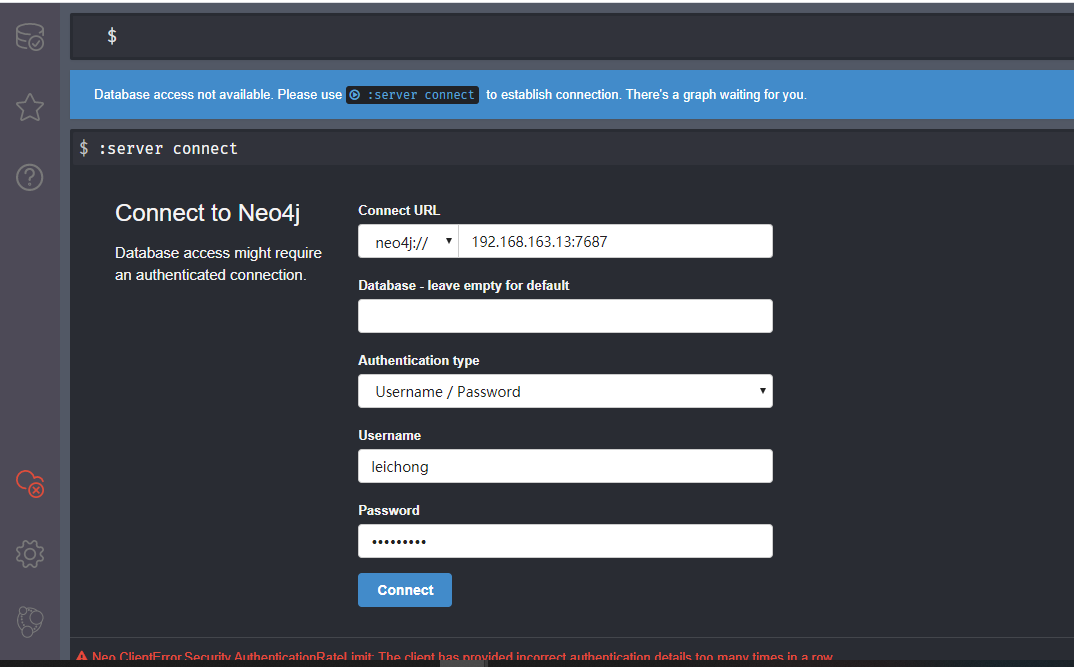 $
Database access not available. Please use :server connect to establish connection. There's a graph waiting for you.
$ :server connect
Connect to Neo4j
Database access might require
an authenticated connection.
Connect URL
neo4j://
192.168.163.13:7687
Database - leave empty for default
Authentication type
Username / Password
Username
leichong
Password
•••••••••
Connect
Neo.ClientError.Security.AuthenticationRateLimit: The client has provided incorrect authentication details too many times in a row.